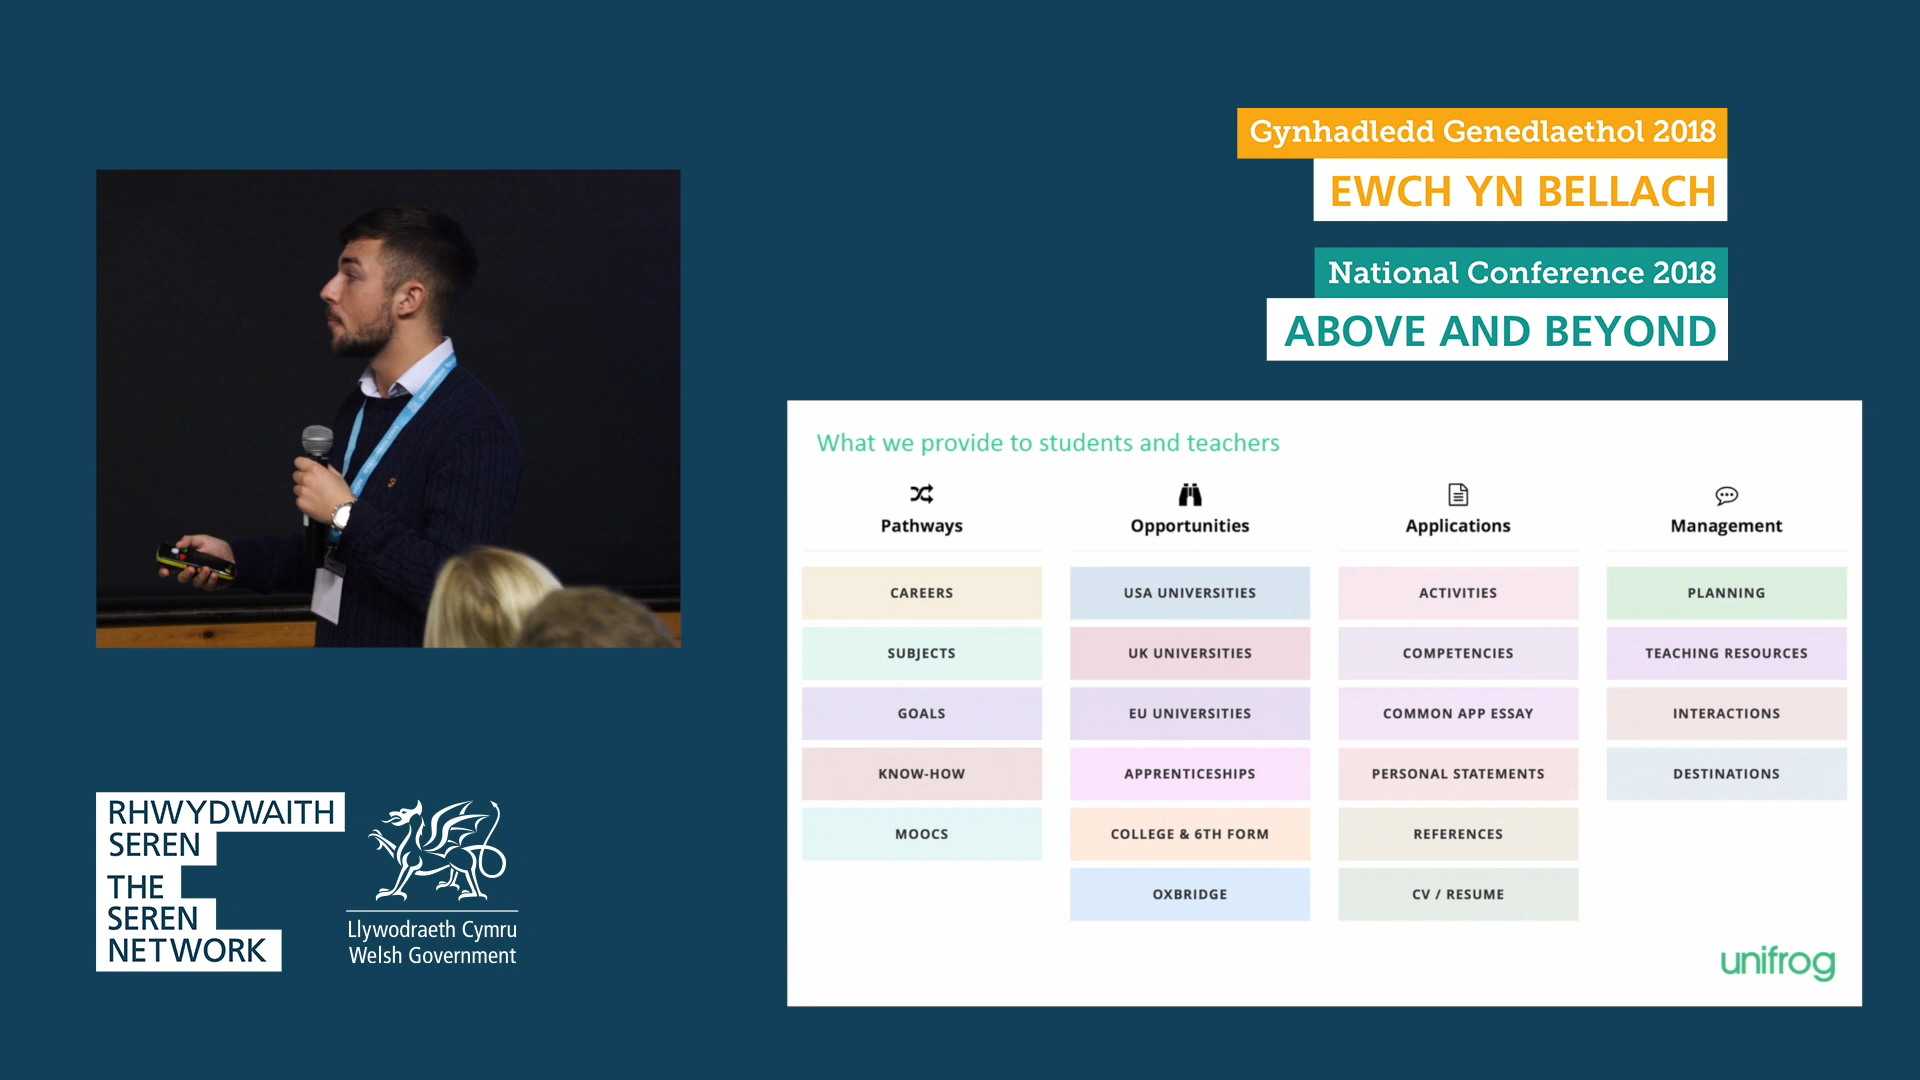 Gynhadledd Genedlaethol 2018
EWCH YN BELLACH
National Conference 2018
ABOVE AND BEYOND
What we provide to students and teachers
Pathways
CAREERS
SUBJECTS
GOALS
KNOW-HOW
MOOCS
Opportunities
USA UNIVERSITIES
UK UNIVERSITIES
EU UNIVERSITIES
APPRENTICESHIPS
COLLEGE & 6TH FORM
OXBRIDGE
Applications
ACTIVITIES
COMPETENCIES
COMMON APP ESSAY
PERSONAL STATEMENTS
REFERENCES
CV / RESUME
Management
PLANNING
TEACHING RESOURCES
INTERACTIONS
DESTINATIONS
unifrog
RHWYDWAITH
SEREN
THE
SEREN
NETWORK
Llywodraeth Cymru
Welsh Government